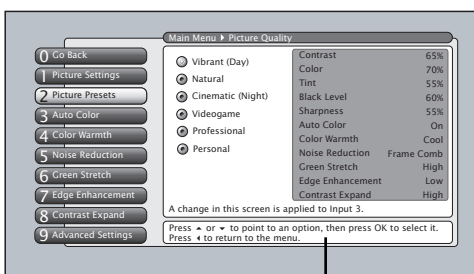 Main Menu ▸ Picture Quality
0 Go Back
1 Picture Settings
2 Picture Presets
3 Auto Color
4 Color Warmth
5 Noise Reduction
6 Green Stretch
7 Edge Enhancement
8 Contrast Expand
9 Advanced Settings
Vibrant (Day)
Natural
Cinematic (Night)
Videogame
Professional
Personal
Contrast 65%
Color 70%
Tint 55%
Black Level 60%
Sharpness 55%
Auto Color On
Color Warmth Cool
Noise Reduction Frame Comb
Green Stretch High
Edge Enhancement Low
Contrast Expand High
A change in this screen is applied to Input 3.
Press ▴ or ▾ to point to an option, then press OK to select it.
Press ◂ to return to the menu.